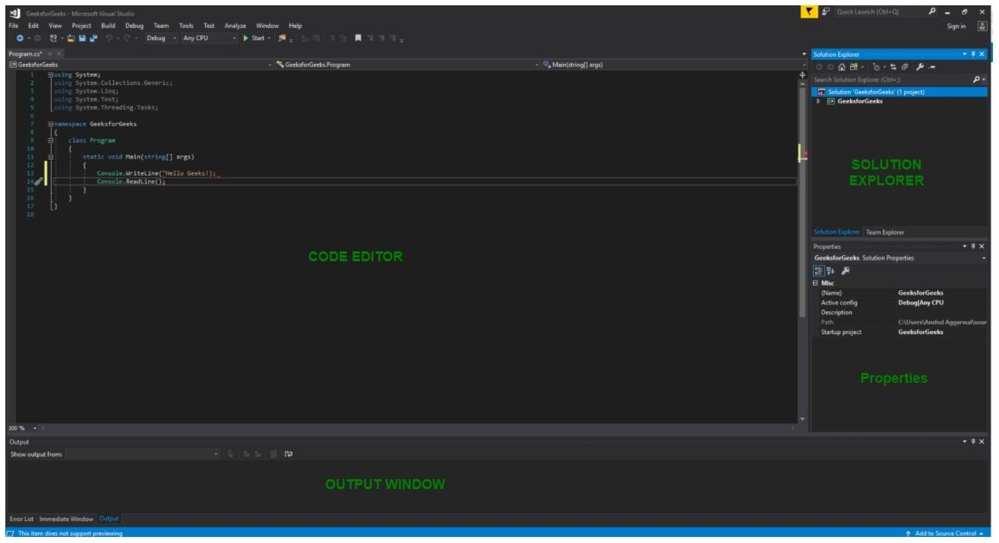 GeeksforGeeks - Microsoft Visual Studio
Quick Launch (Ctrl+Q)
File Edit View Project Build Debug Team Tools Test Analyze Window Help
Sign in
Debug Any CPU Start
Program.cs*
GeeksforGeeks GeeksforGeeks.Program Main(string[] args)
1 using System;
2 using System.Collections.Generic;
3 using System.Linq;
4 using System.Text;
5 using System.Threading.Tasks;
6
7 namespace GeeksforGeeks
8 {
9 class Program
10 {
11 static void Main(string[] args)
12 {
13 Console.WriteLine("Hello Geeks!);
14 Console.ReadLine();
15 }
16 }
17 }
18
CODE EDITOR
100 %
Solution Explorer
Search Solution Explorer (Ctrl+;)
Solution 'GeeksforGeeks' (1 project)
GeeksforGeeks
SOLUTION
EXPLORER
Solution Explorer Team Explorer
Properties
GeeksforGeeks Solution Properties
Misc
(Name) GeeksforGeeks
Active config Debug|Any CPU
Description
Path C:\Users\Anshul Aggarwal\sour
Startup project GeeksforGeeks
Properties
Output
Show output from:
OUTPUT WINDOW
Error List Immediate Window Output
This item does not support previewing
Add to Source Control